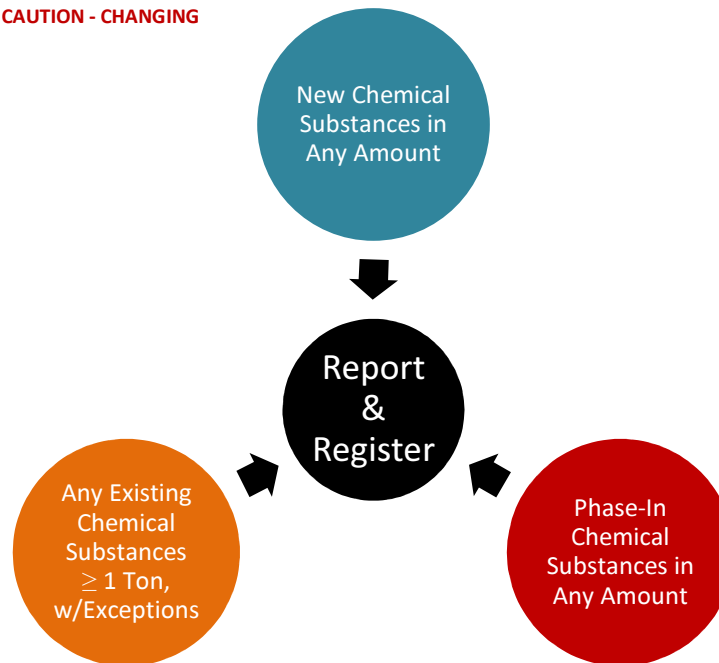 CAUTION - CHANGING
New Chemical
Substances in
Any Amount
Report
&
Register
Any Existing
Chemical
Substances
≥ 1 Ton,
w/Exceptions
Phase-In
Chemical
Substances in
Any Amount